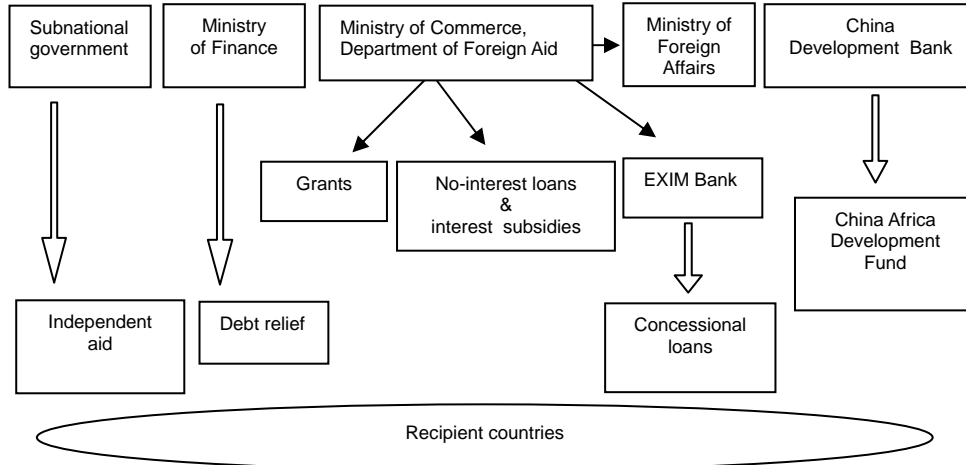 Subnational
government
Ministry
of Finance
Ministry of Commerce,
Department of Foreign Aid
Ministry of
Foreign
Affairs
China
Development Bank
Grants
No-interest loans
&
interest subsidies
EXIM Bank
China Africa
Development
Fund
Independent
aid
Debt relief
Concessional
loans
Recipient countries